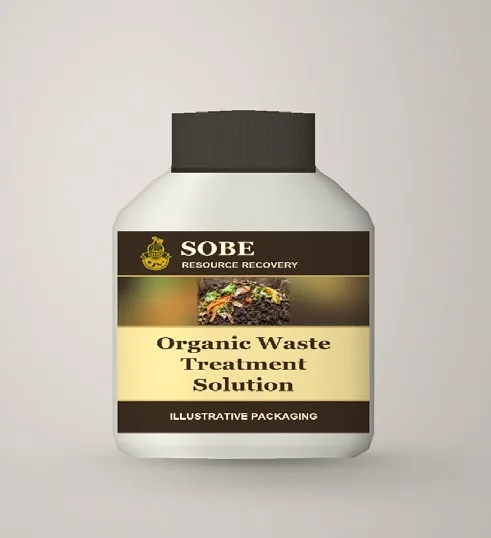 SOBE
RESOURCE RECOVERY
Organic Waste
Treatment
Solution
ILLUSTRATIVE PACKAGING